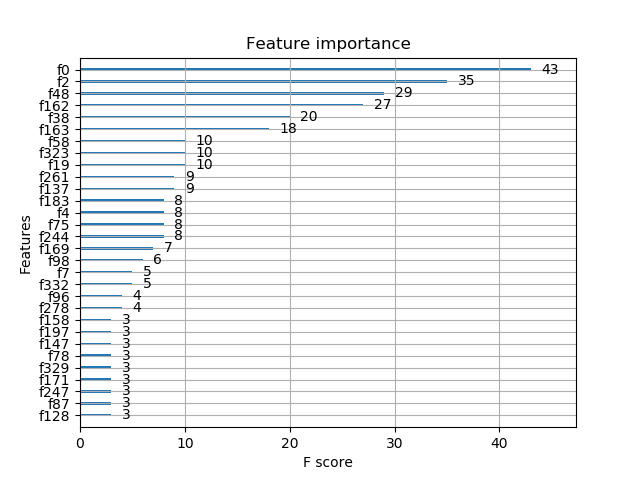 Feature importance
f0 43
f2 35
f48 29
f162 27
f38 20
f163 18
f58 10
f323 10
f19 10
f261 9
f137 9
f183 8
f4 8
f75 8
f244 8
f169 7
f98 6
f7 5
f332 5
f96 4
f278 4
f158 3
f197 3
f147 3
f78 3
f329 3
f171 3
f247 3
f87 3
f128 3
Features
0 10 20 30 40
F score